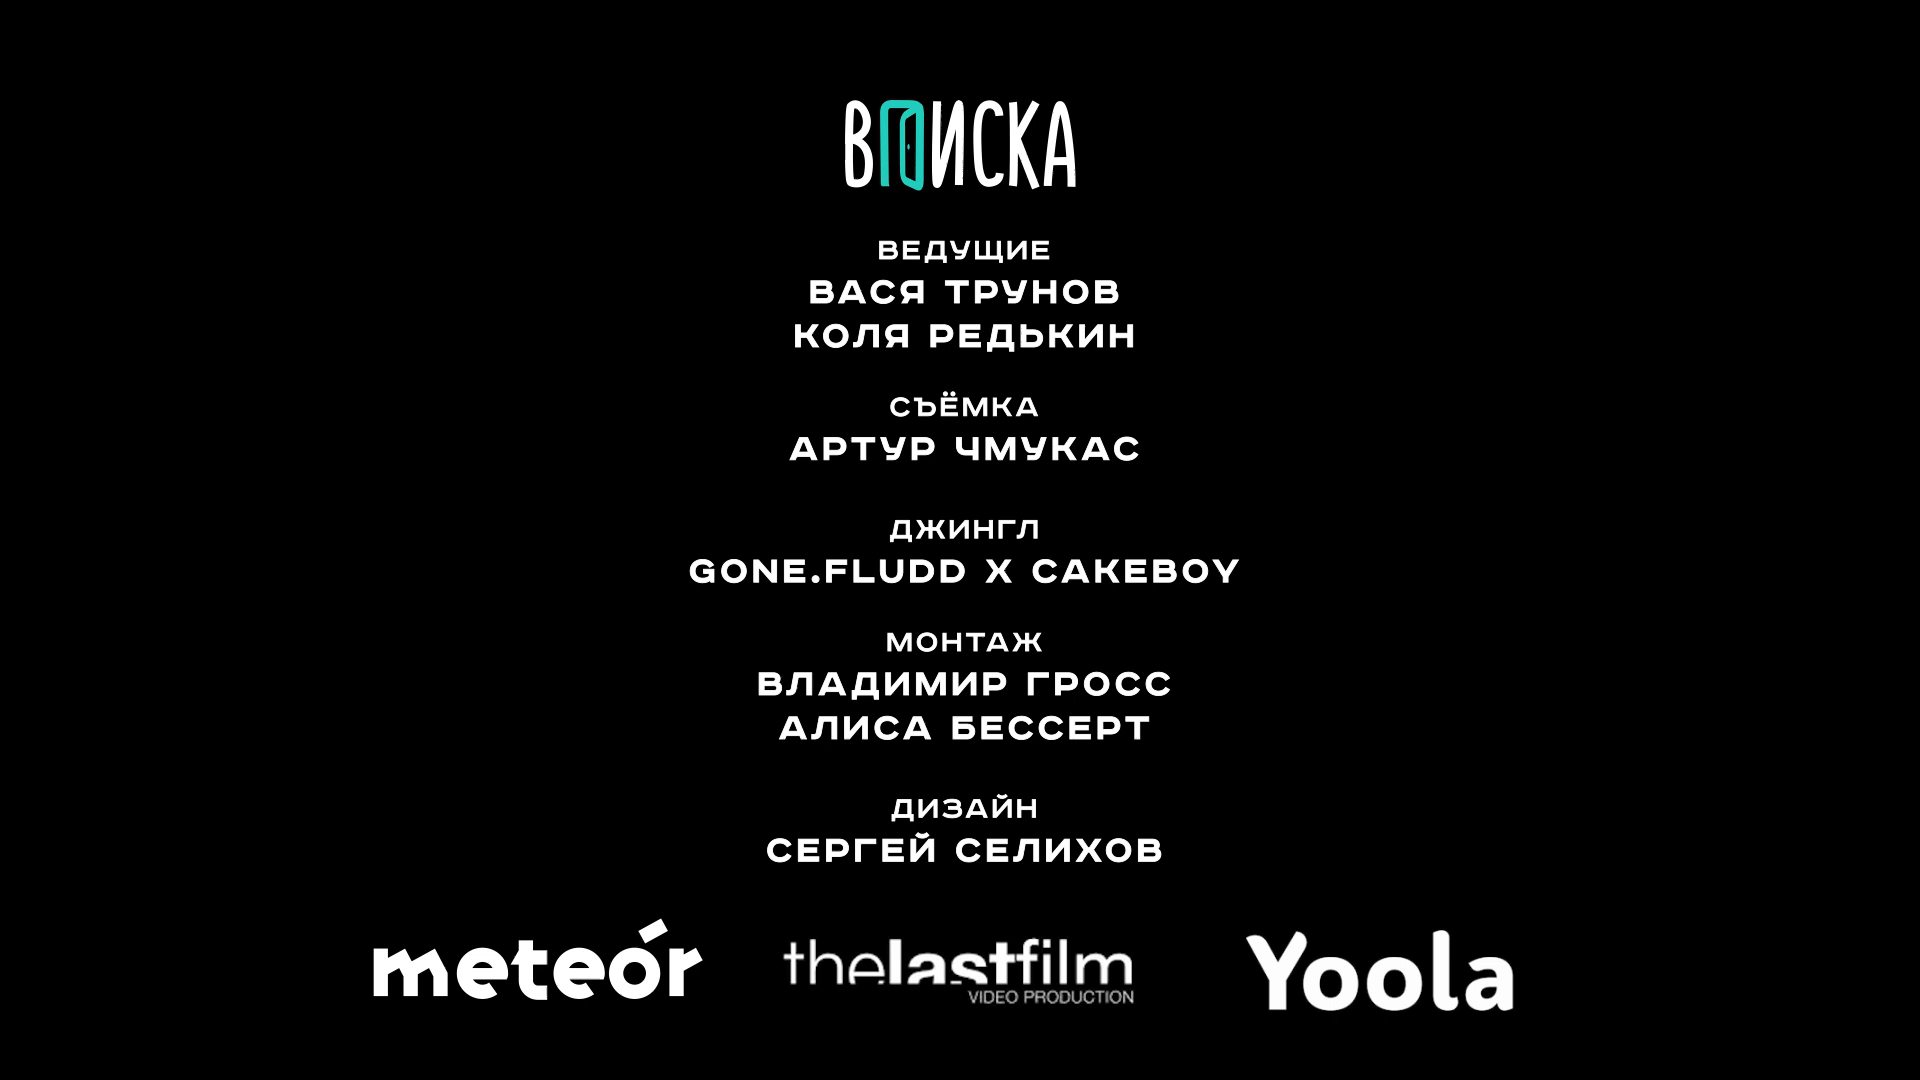 ВПИСКА
ВЕДУЩИЕ
ВАСЯ ТРУНОВ
КОЛЯ РЕДЬКИН
СЪЁМКА
АРТУР ЧМУКАС
ДЖИНГЛ
GONE.FLUDD X CAKEBOY
МОНТАЖ
ВЛАДИМИР ГРОСС
АЛИСА БЕССЕРТ
ДИЗАЙН
СЕРГЕЙ СЕЛИХОВ
meteór
thelastfilm
VIDEO PRODUCTION
Yoola